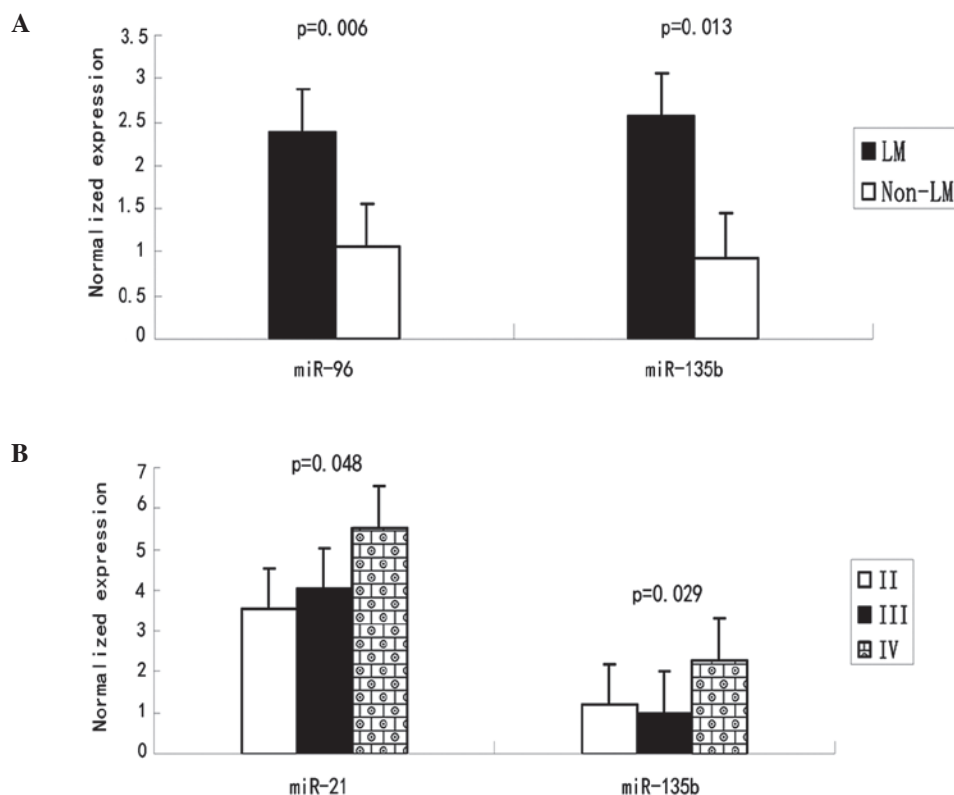 A
p=0.006
p=0.013
Normalized expression
3.5
3
2.5
2
1.5
1
0.5
0
LM
Non-LM
miR-96
miR-135b
B
p=0.048
p=0.029
Normalized expression
7
6
5
4
3
2
1
0
II
III
IV
miR-21
miR-135b